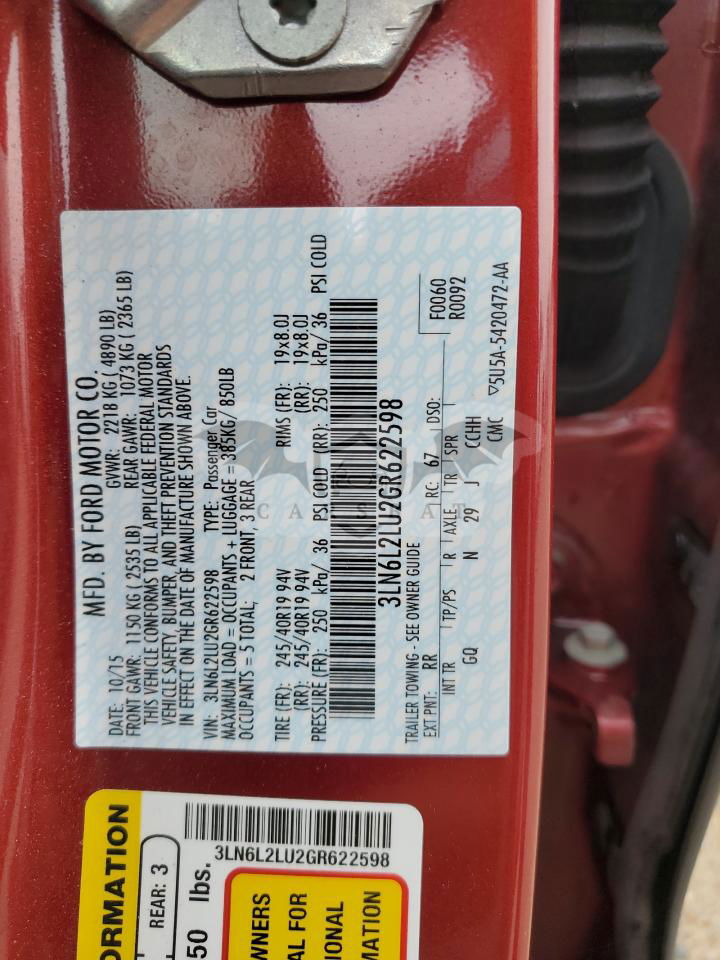 MFD. BY FORD MOTOR CO.
DATE: 10/15 GVWR: 2218 KG ( 4890 LB)
FRONT GAWR: 1150 KG ( 2535 LB) REAR GAWR: 1073 KG ( 2365 LB)
THIS VEHICLE CONFORMS TO ALL APPLICABLE FEDERAL MOTOR
VEHICLE SAFETY, BUMPER, AND THEFT PREVENTION STANDARDS
IN EFFECT ON THE DATE OF MANUFACTURE SHOWN ABOVE.
VIN: 3LN6L2LU2GR622598 TYPE: Passenger Car
MAXIMUM LOAD = OCCUPANTS + LUGGAGE = 385KG/ 850LB
OCCUPANTS = 5 TOTAL; 2 FRONT, 3 REAR
TIRE (FR): 245/40R19 94V RIMS (FR): 19x8.0J
(RR): 245/40R19 94V (RR): 19x8.0J
PRESSURE (FR): 250 kPa/ 36 PSI COLD (RR): 250 kPa/ 36 PSI COLD
3LN6L2LU2GR622598
TRAILER TOWING - SEE OWNER GUIDE
F0060
R0092
EXT PNT: RR RC: 67 DSO:
INT TR TP/PS R AXLE TR SPR
GQ N 29 J CCHH
CMC
▽5U5A-5420472-AA
ORMATION
REAR: 3
50 lbs.
3LN6L2LU2GR622598
WNERS
AL FOR
IONAL
MATION